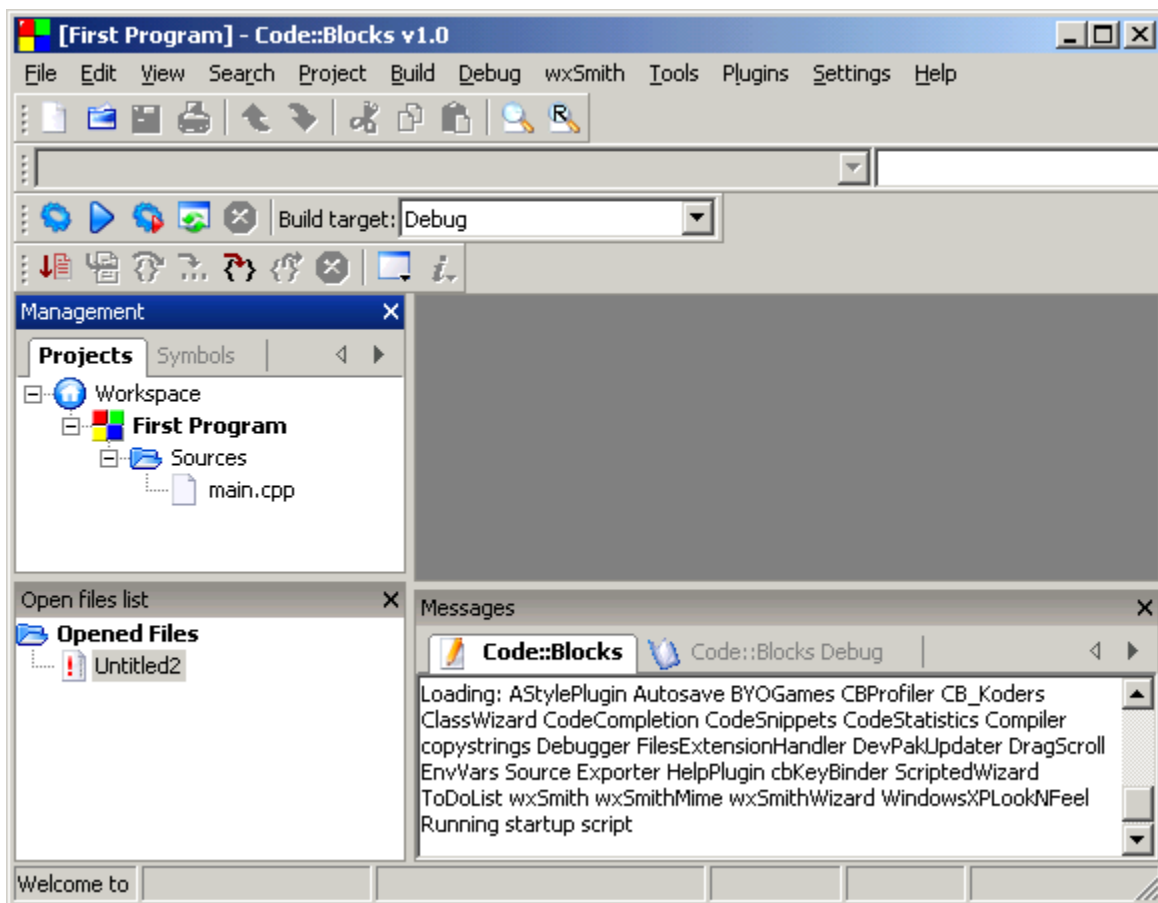 [First Program] - Code::Blocks v1.0
File Edit View Search Project Build Debug wxSmith Tools Plugins Settings Help
Build target: Debug
Management
Projects Symbols
Workspace
First Program
Sources
main.cpp
Open files list
Opened Files
Untitled2
Messages
Code::Blocks Code::Blocks Debug
Loading: AStylePlugin Autosave BYOGames CBProfiler CB_Koders
ClassWizard CodeCompletion CodeSnippets CodeStatistics Compiler
copystrings Debugger FilesExtensionHandler DevPakUpdater DragScroll
EnvVars Source Exporter HelpPlugin cbKeyBinder ScriptedWizard
ToDoList wxSmith wxSmithMime wxSmithWizard WindowsXPLookNFeel
Running startup script
Welcome to